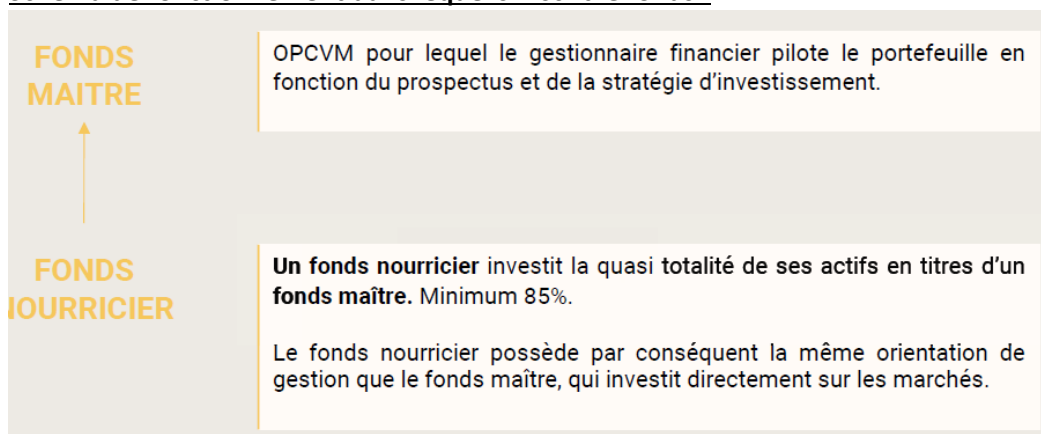 FONDS
MAITRE
OPCVM pour lequel le gestionnaire financier pilote le portefeuille en
fonction du prospectus et de la stratégie d’investissement.
FONDS
NOURRICIER
Un fonds nourricier investit la quasi totalité de ses actifs en titres d’un
fonds maître. Minimum 85%.
Le fonds nourricier possède par conséquent la même orientation de
gestion que le fonds maître, qui investit directement sur les marchés.